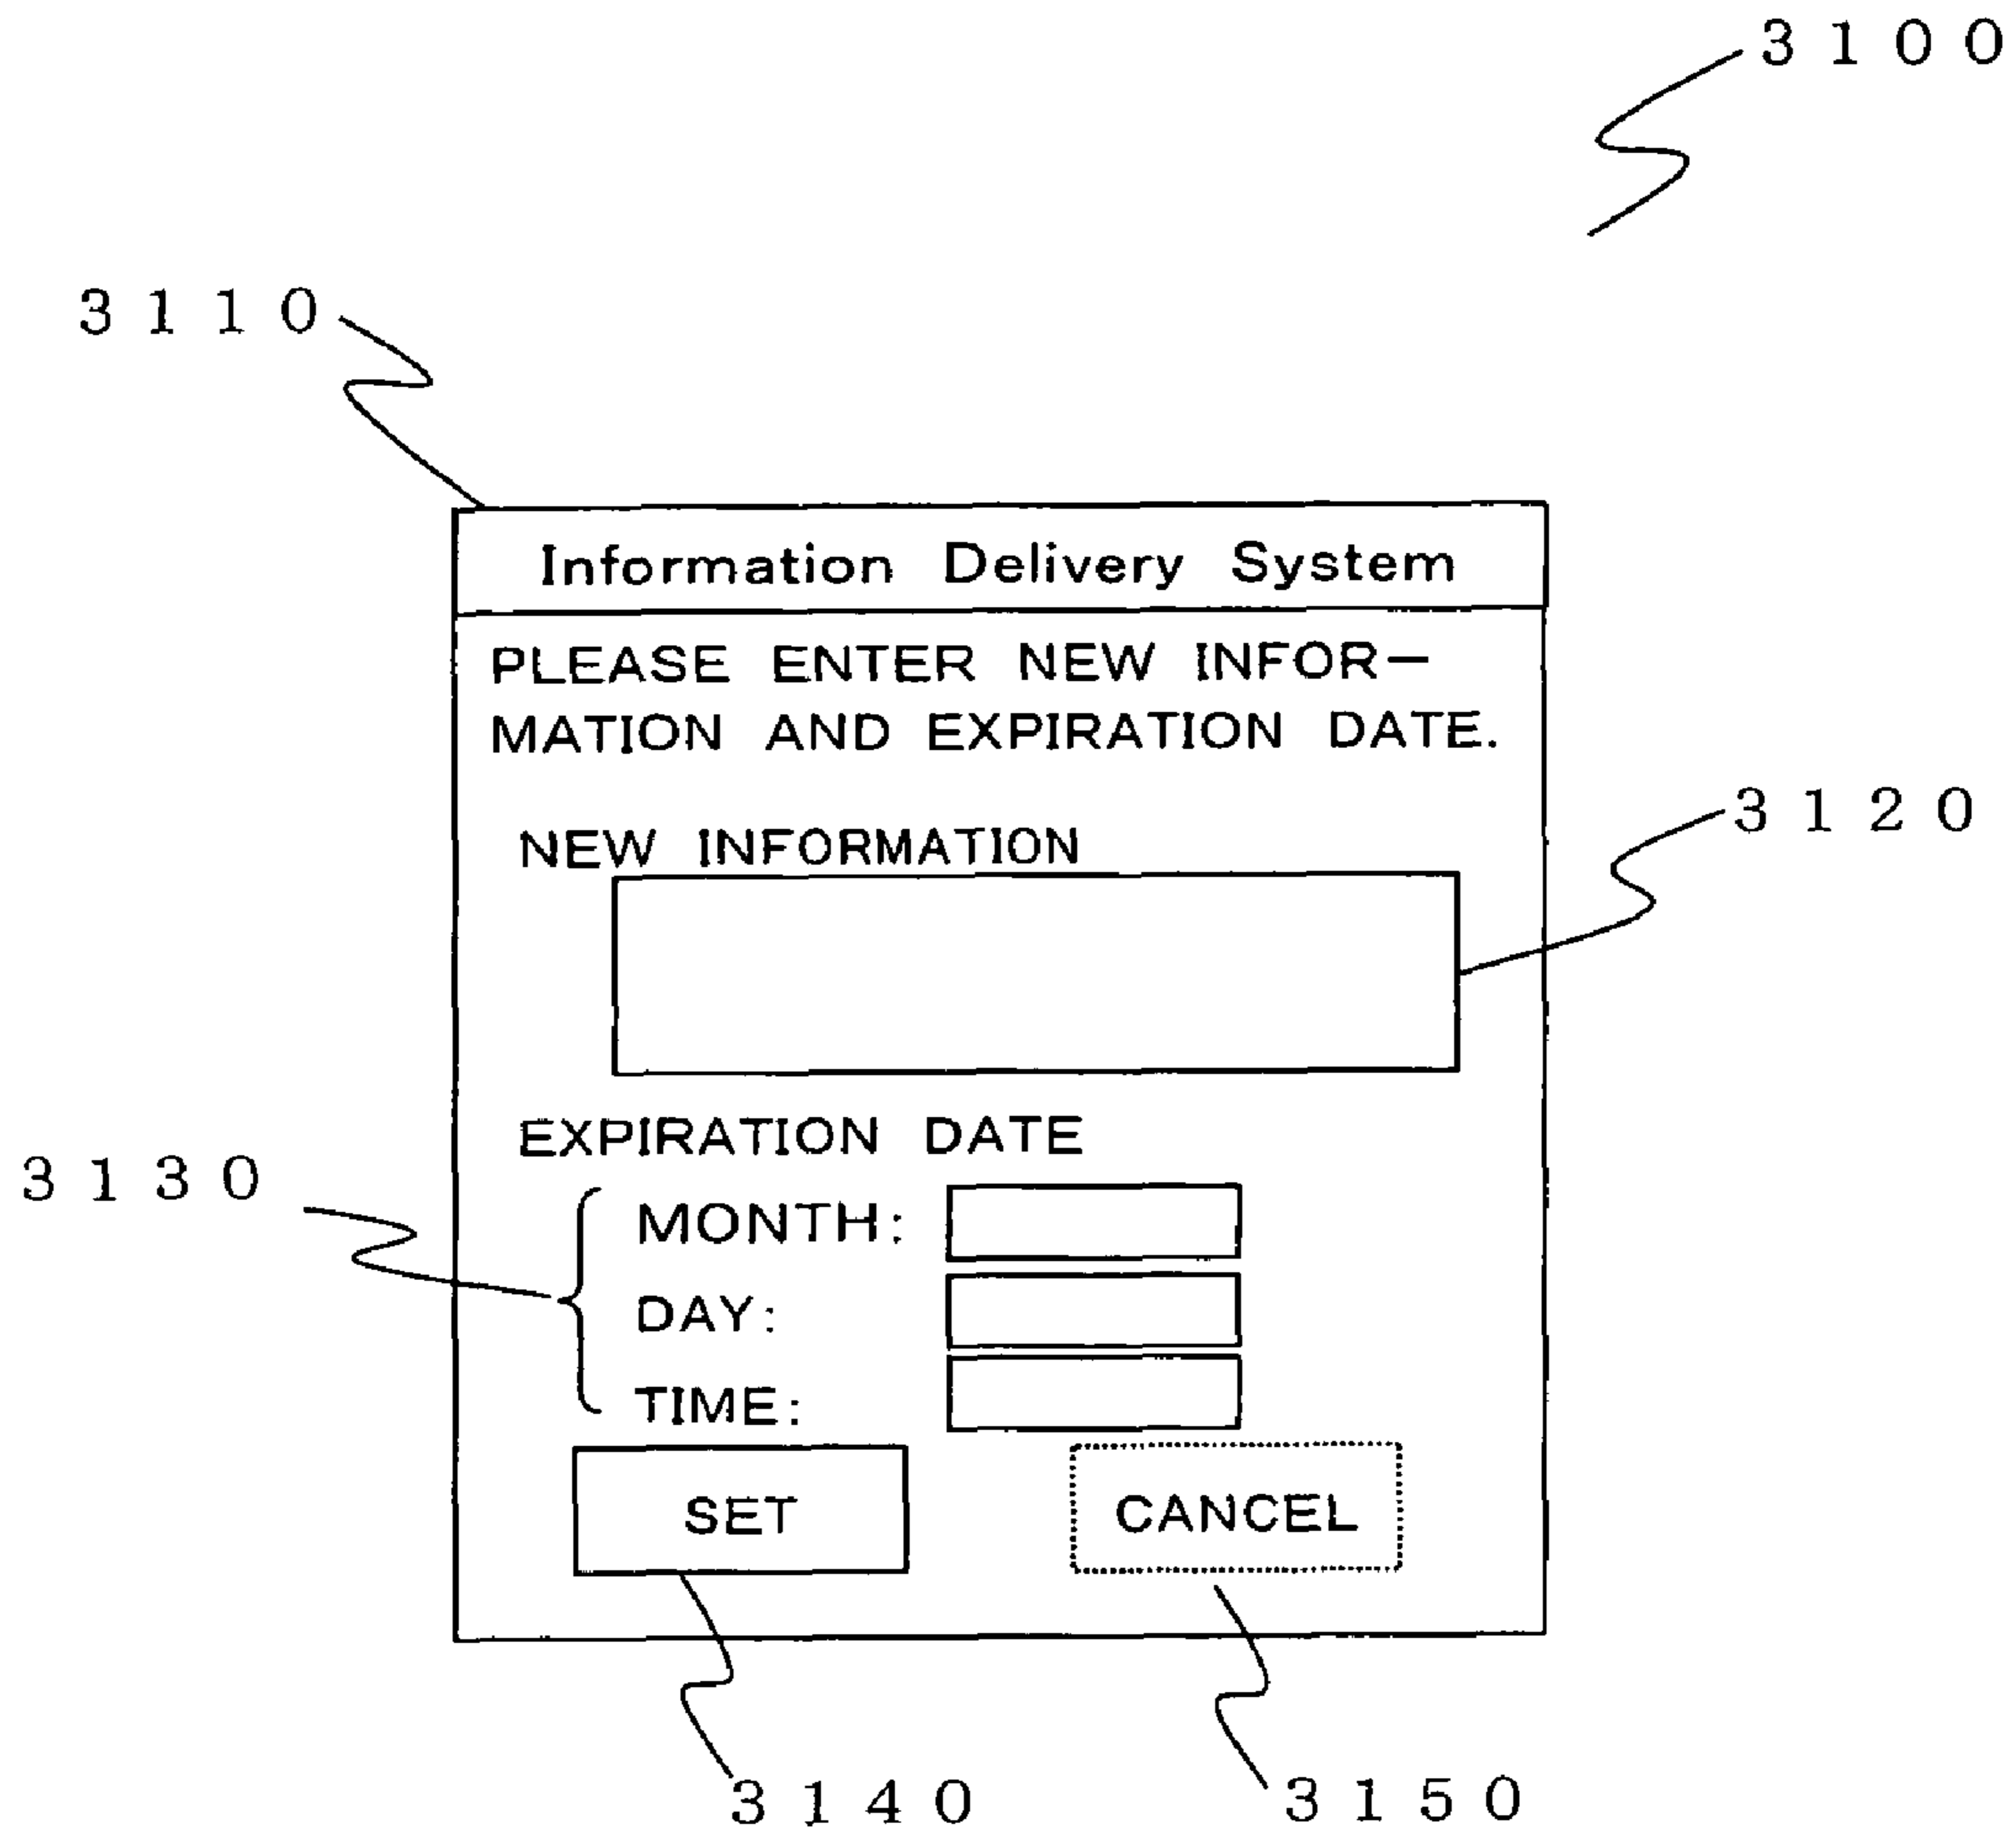 3100
3110
Information Delivery System
PLEASE ENTER NEW INFOR-
MATION AND EXPIRATION DATE.
3120
NEW INFORMATION
EXPIRATION DATE
3130
MONTH:
DAY:
TIME:
SET
CANCEL
3140
3150